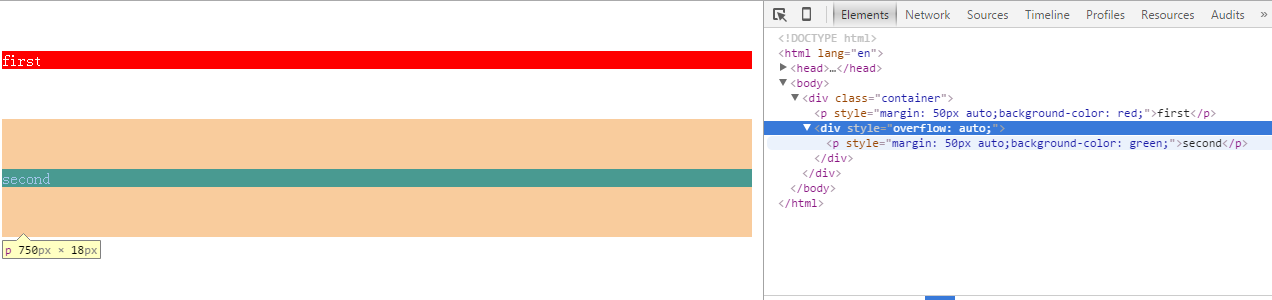 first
second
p 750px × 18px
Elements Network Sources Timeline Profiles Resources Audits »
<!DOCTYPE html>
<html lang="en">
<head>…</head>
<body>
<div class="container">
<p style="margin: 50px auto;background-color: red;">first</p>
<div style="overflow: auto;">
<p style="margin: 50px auto;background-color: green;">second</p>
</div>
</div>
</body>
</html>